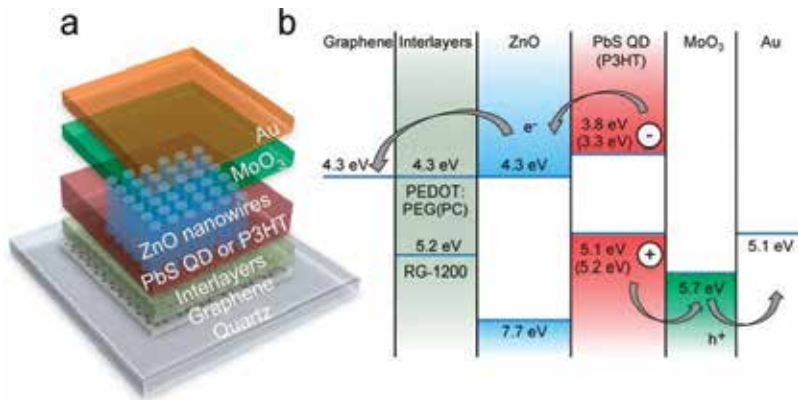 a
Au
MoO₃
ZnO nanowires
PbS QD or P3HT
Interlayers
Graphene
Quartz
b
Graphene Interlayers ZnO PbS QD MoO₃ Au
(P3HT)
e⁻
3.8 eV
(3.3 eV)
-
4.3 eV 4.3 eV 4.3 eV
PEDOT:
PEG(PC)
5.2 eV
RG-1200
7.7 eV
5.1 eV
(5.2 eV)
+
5.7 eV
h⁺
5.1 eV